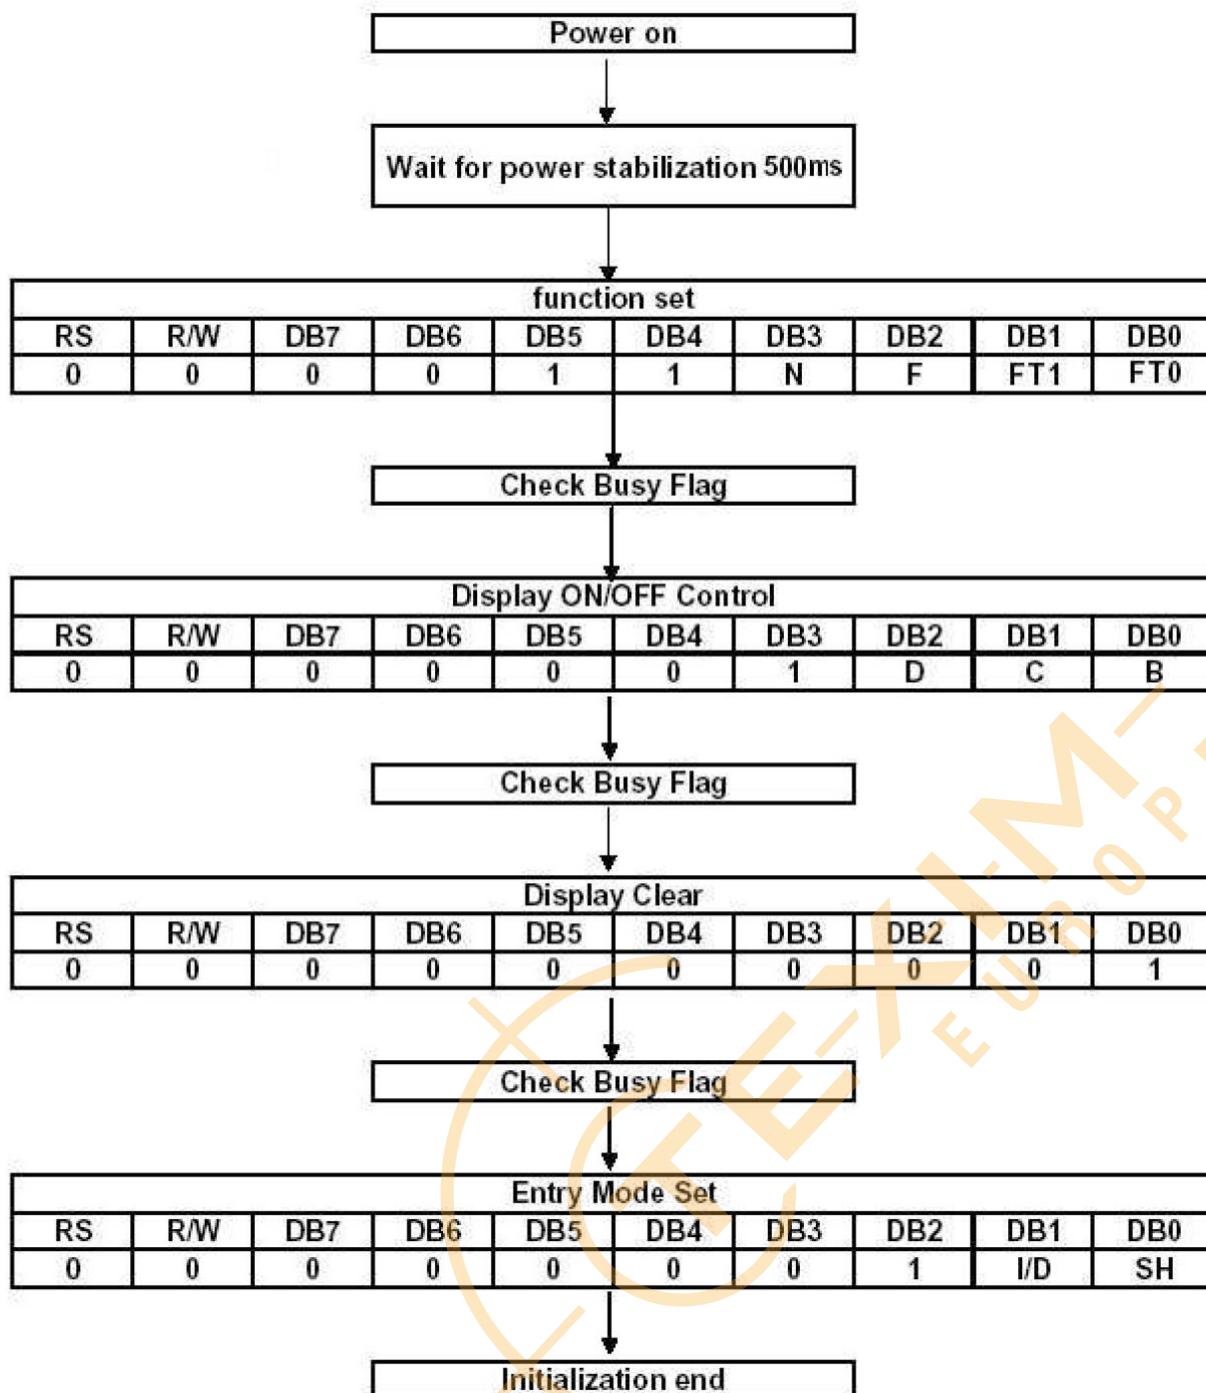 Power on
Wait for power stabilization 500ms
function set
RS R/W DB7 DB6 DB5 DB4 DB3 DB2 DB1 DB0
0 0 0 0 1 1 N F FT1 FT0
Check Busy Flag
Display ON/OFF Control
RS R/W DB7 DB6 DB5 DB4 DB3 DB2 DB1 DB0
0 0 0 0 0 0 1 D C B
Check Busy Flag
Display Clear
RS R/W DB7 DB6 DB5 DB4 DB3 DB2 DB1 DB0
0 0 0 0 0 0 0 0 0 1
Check Busy Flag
Entry Mode Set
RS R/W DB7 DB6 DB5 DB4 DB3 DB2 DB1 DB0
0 0 0 0 0 0 0 1 I/D SH
Initialization end
TEXIM